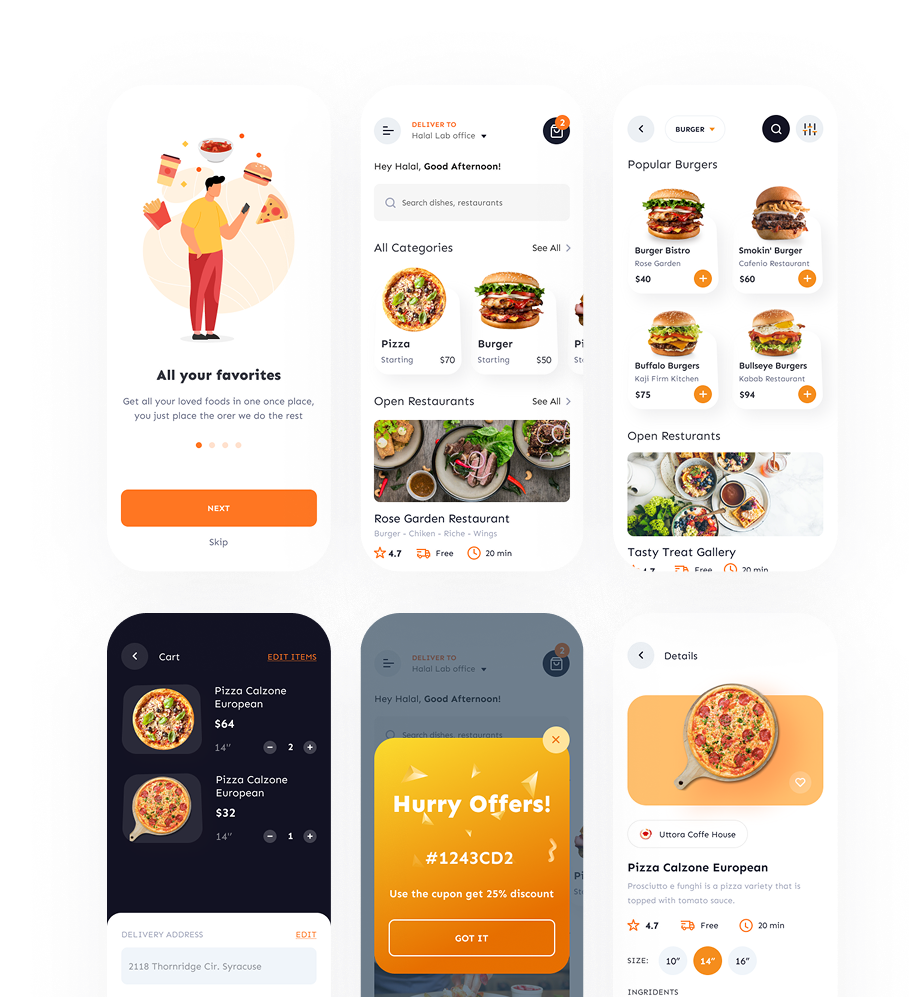 All your favorites
Get all your loved foods in one once place,
you just place the orer we do the rest
NEXT
Skip
DELIVER TO
Halal Lab office
2
Hey Halal, Good Afternoon!
Search dishes, restaurants
All Categories
See All
Pizza
Starting $70
Burger
Starting $50
Pi
St
Open Restaurants
See All
Rose Garden Restaurant
Burger - Chiken - Riche - Wings
4.7 Free 20 min
BURGER
Popular Burgers
Burger Bistro
Rose Garden
$40
Smokin' Burger
Cafenio Restaurant
$60
Buffalo Burgers
Kaji Firm Kitchen
$75
Bullseye Burgers
Kabab Restaurant
$94
Open Resturants
Tasty Treat Gallery
4.7 Free 20 min
Cart
EDIT ITEMS
Pizza Calzone
European
$64
14″ 2
Pizza Calzone
European
$32
14″ 1
DELIVERY ADDRESS
EDIT
2118 Thornridge Cir. Syracuse
DELIVER TO
Halal Lab office
2
Hey Halal, Good Afternoon!
Search dishes, restaurants
Hurry Offers!
#1243CD2
Use the cupon get 25% discount
GOT IT
Pi
Details
Uttora Coffe House
Pizza Calzone European
Prosciutto e funghi is a pizza variety that is
topped with tomato sauce.
4.7 Free 20 min
SIZE: 10″ 14″ 16″
INGRIDENTS